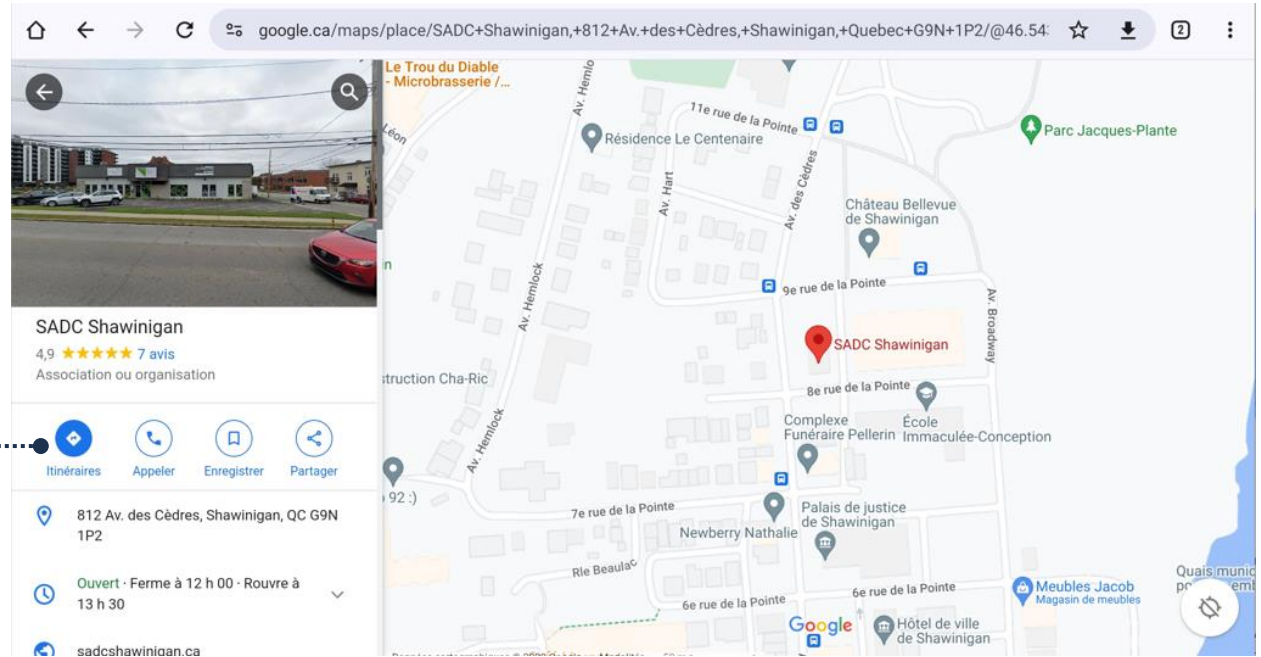 google.ca/maps/place/SADC+Shawinigan,+812+Av.+des+Cèdres,+Shawinigan,+Quebec+G9N+1P2/@46.54
2
SADC Shawinigan
4,9 ★★★★★ 7 avis
Association ou organisation
Itinéraires
Appeler
Enregistrer
Partager
812 Av. des Cèdres, Shawinigan, QC G9N
1P2
Ouvert · Ferme à 12 h 00 · Rouvre à
13 h 30
sadcshawinigan.ca
Le Trou du Diable
- Microbrasserie /...
Léon
Av. Hemlo
11e rue de la Pointe
Résidence Le Centenaire
Parc Jacques-Plante
Av. Hart
Av. des Cèdres
Château Bellevue
de Shawinigan
n
Av. Hemlock
9e rue de la Pointe
Av. Broadway
SADC Shawinigan
struction Cha-Ric
8e rue de la Pointe
Av. Hemlock
Complexe
Funéraire Pellerin
École
Immaculée-Conception
92 :)
7e rue de la Pointe
Newberry Nathalie
Palais de justice
de Shawinigan
Rle Beaulac
6e rue de la Pointe
6e rue de la Pointe
Meubles Jacob
Magasin de meubles
Quais munic
Google
Hôtel de ville
de Shawinigan